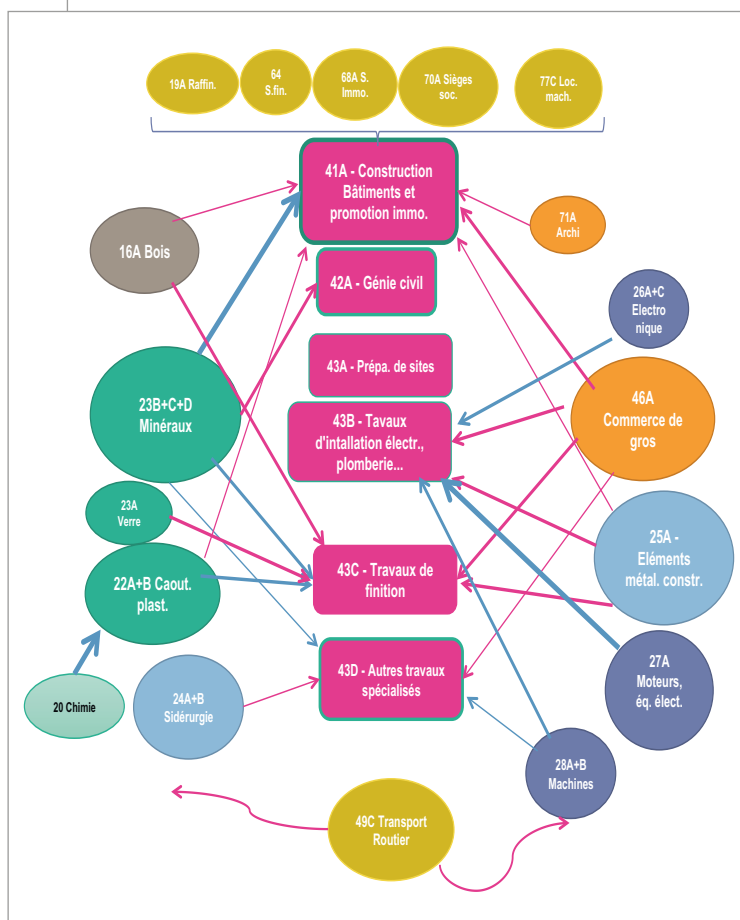 19A Raffin.
64
S.fin.
68A S.
Immo.
70A Sièges
soc.
77C Loc.
mach.
41A - Construction
Bâtiments et
promotion immo.
71A
Archi
16A Bois
42A - Génie civil
26A+C
Electro
nique
43A - Prépa. de sites
23B+C+D
Minéraux
43B - Tavaux
d'intallation électr.,
plomberie...
46A
Commerce de
gros
23A
Verre
25A -
Eléments
métal. constr.
22A+B Caout.
plast.
43C - Travaux de
finition
20 Chimie
24A+B
Sidérurgie
43D - Autres travaux
spécialisés
27A
Moteurs,
éq. élect.
28A+B
Machines
49C Transport
Routier